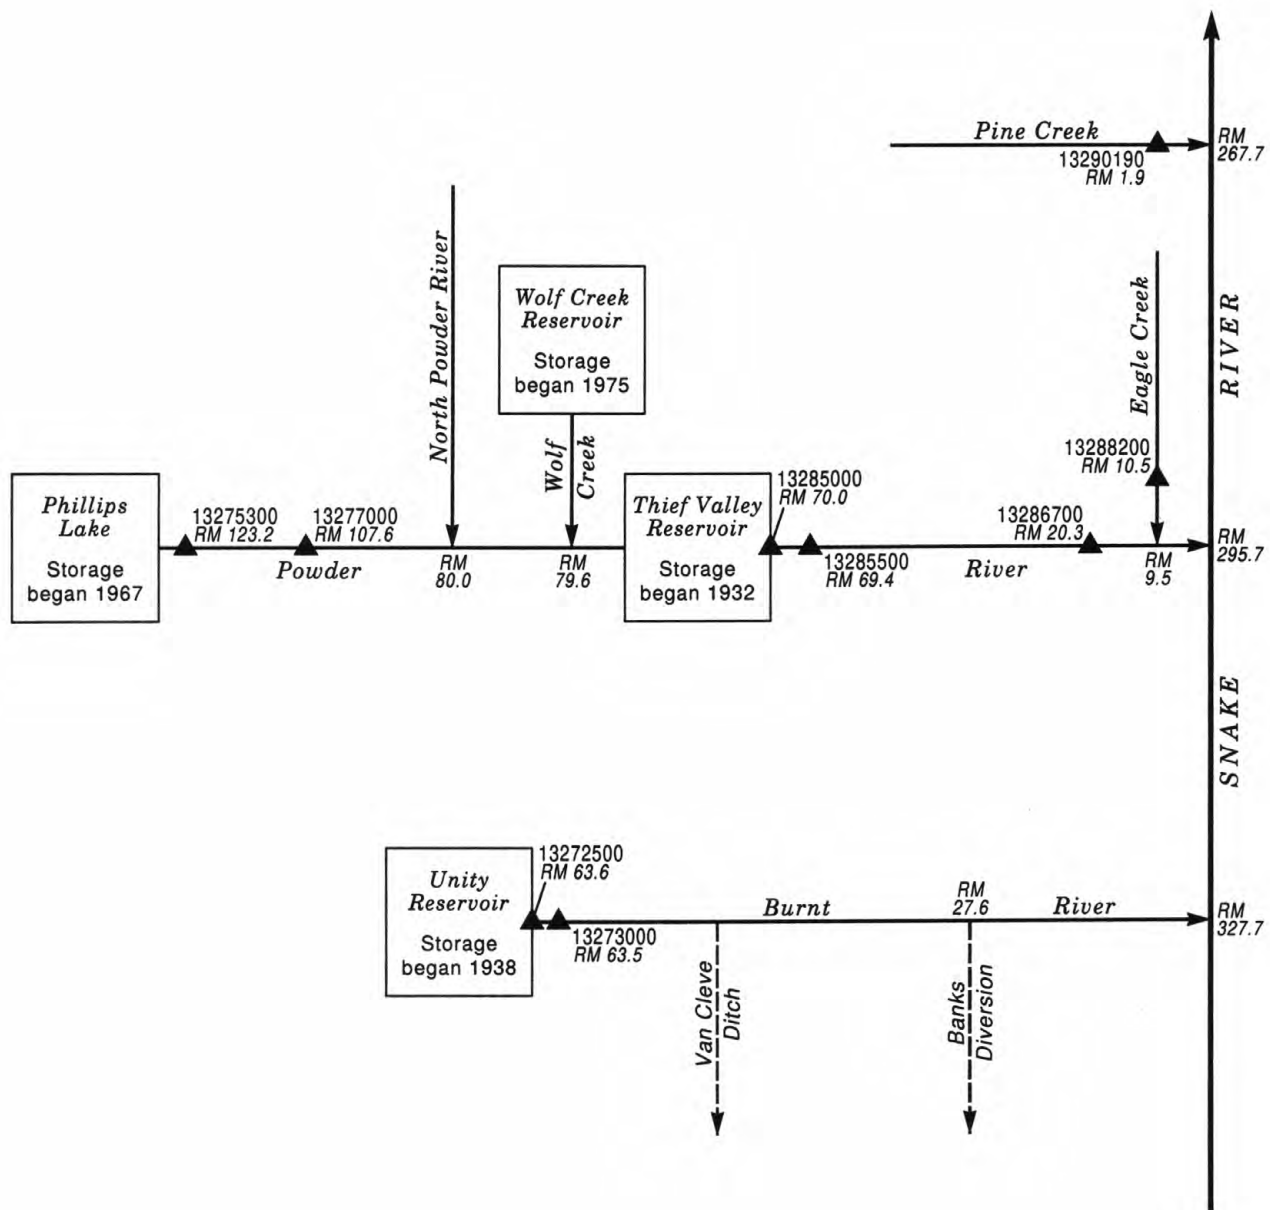 Pine Creek
13290190
RM 1.9
RM
267.7
North Powder River
Wolf Creek
Reservoir
Storage
began 1975
Wolf
Creek
Eagle Creek
13288200
RM 10.5
RIVER
Phillips
Lake
Storage
began 1967
13275300
RM 123.2
13277000
RM 107.6
Powder
RM
80.0
RM
79.6
Thief Valley
Reservoir
Storage
began 1932
13285000
RM 70.0
13285500
RM 69.4
River
13286700
RM 20.3
RM
9.5
RM
295.7
SNAKE
Unity
Reservoir
Storage
began 1938
13272500
RM 63.6
13273000
RM 63.5
Burnt
RM
27.6
River
RM
327.7
Van Cleve
Ditch
Banks
Diversion